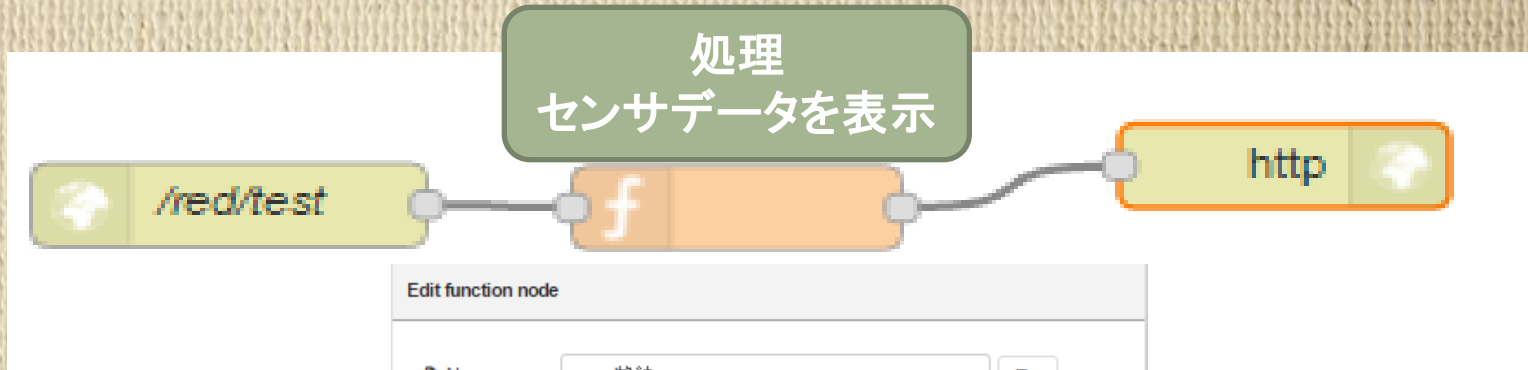 処理
センサデータを表示
/red/test
f
http
Edit function node